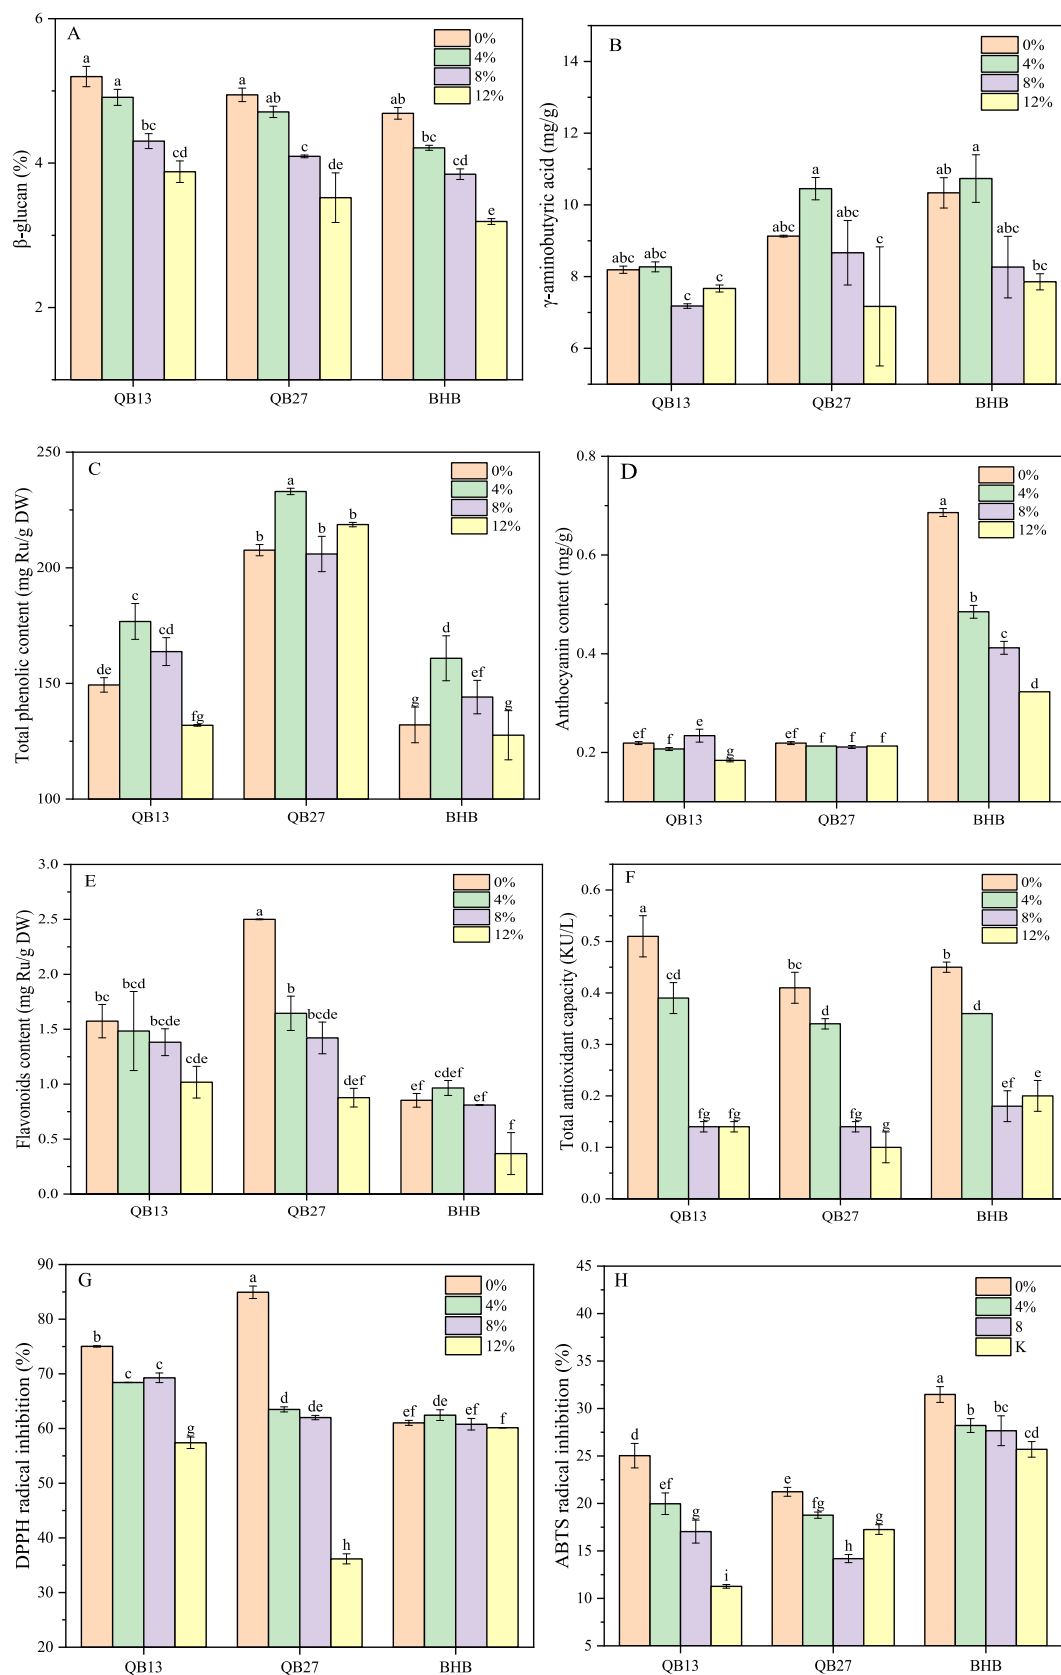 A
0%
4%
8%
12%
a
a
bc
cd
a
ab
c
de
ab
bc
cd
e
6
4
2
β-glucan (%)
QB13 QB27 BHB
B
0%
4%
8%
12%
abc
abc
c
c
abc
a
abc
c
ab
a
abc
bc
14
12
10
8
6
γ-aminobutyric acid (mg/g)
QB13 QB27 BHB
C
0%
4%
8%
12%
de
c
cd
fg
b
a
b
b
g
d
ef
g
250
200
150
100
Total phenolic content (mg Ru/g DW)
QB13 QB27 BHB
D
0%
4%
8%
12%
ef
f
e
g
ef
f
f
f
a
b
c
d
0.8
0.6
0.4
0.2
Anthocyanin content (mg/g)
QB13 QB27 BHB
E
0%
4%
8%
12%
bc
bcd
bcde
cde
a
b
bcde
def
ef
cdef
ef
f
3.0
2.5
2.0
1.5
1.0
0.5
0.0
Flavonoids content (mg Ru/g DW)
QB13 QB27 BHB
F
0%
4%
8%
12%
a
cd
fg
fg
bc
d
fg
g
b
d
ef
e
0.6
0.5
0.4
0.3
0.2
0.1
0.0
Total antioxidant capacity (KU/L)
QB13 QB27 BHB
G
0%
4%
8%
12%
b
c
c
g
a
d
de
h
ef
de
ef
f
90
80
70
60
50
40
30
20
DPPH radical inhibition (%)
QB13 QB27 BHB
H
0%
4%
8
K
d
ef
g
i
e
fg
h
g
a
b
bc
cd
45
40
35
30
25
20
15
10
5
ABTS radical inhibition (%)
QB13 QB27 BHB